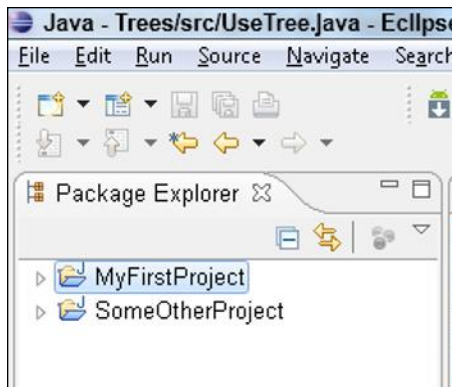 Java - Trees/src/UseTree.java - Eclipse
File Edit Run Source Navigate Search
Package Explorer
MyFirstProject
SomeOtherProject